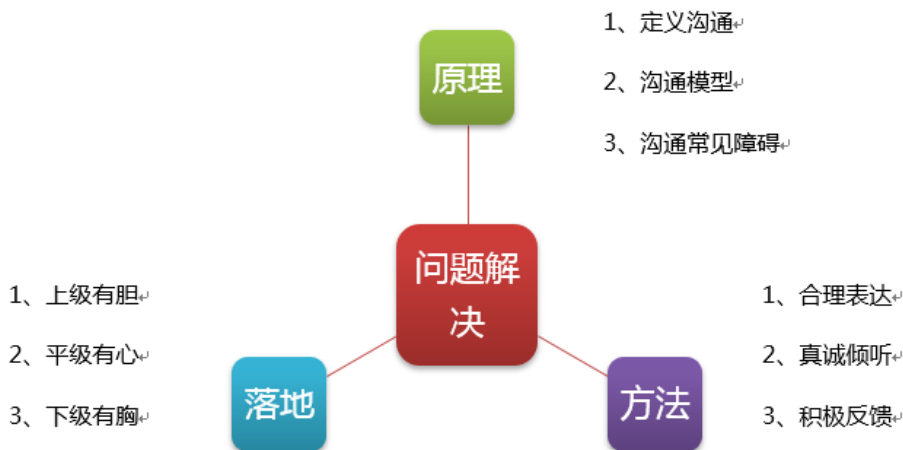 原理
1、定义沟通
2、沟通模型
3、沟通常见障碍
问题解
决
落地
1、上级有胆
2、平级有心
3、下级有胸
方法
1、合理表达
2、真诚倾听
3、积极反馈